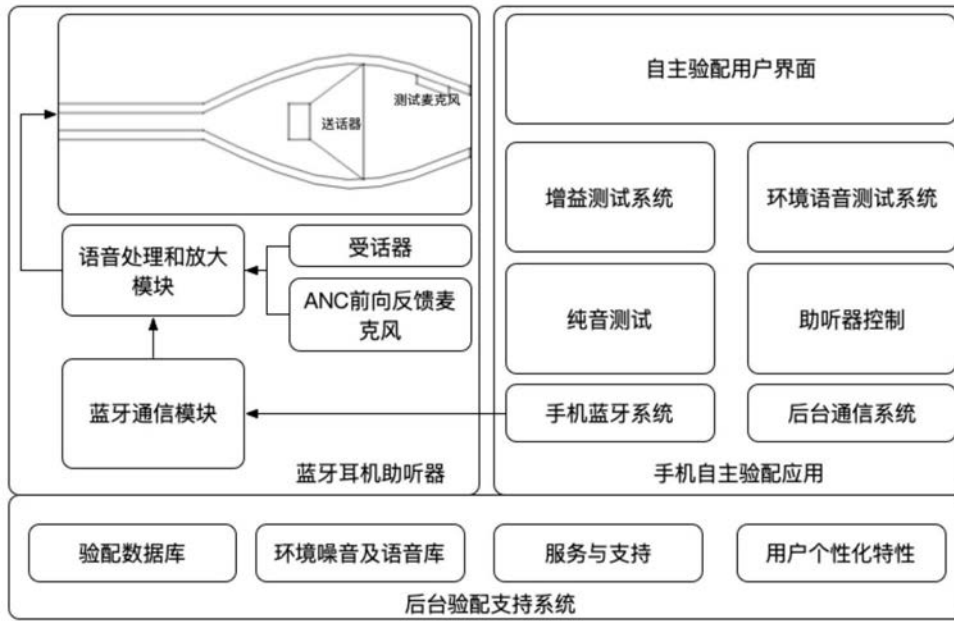 测试麦克风
送话器
语音处理和放大
模块
受话器
ANC前向反馈麦
克风
蓝牙通信模块
蓝牙耳机助听器
自主验配用户界面
增益测试系统
环境语音测试系统
纯音测试
助听器控制
手机蓝牙系统
后台通信系统
手机自主验配应用
验配数据库
环境噪音及语音库
服务与支持
用户个性化特性
后台验配支持系统